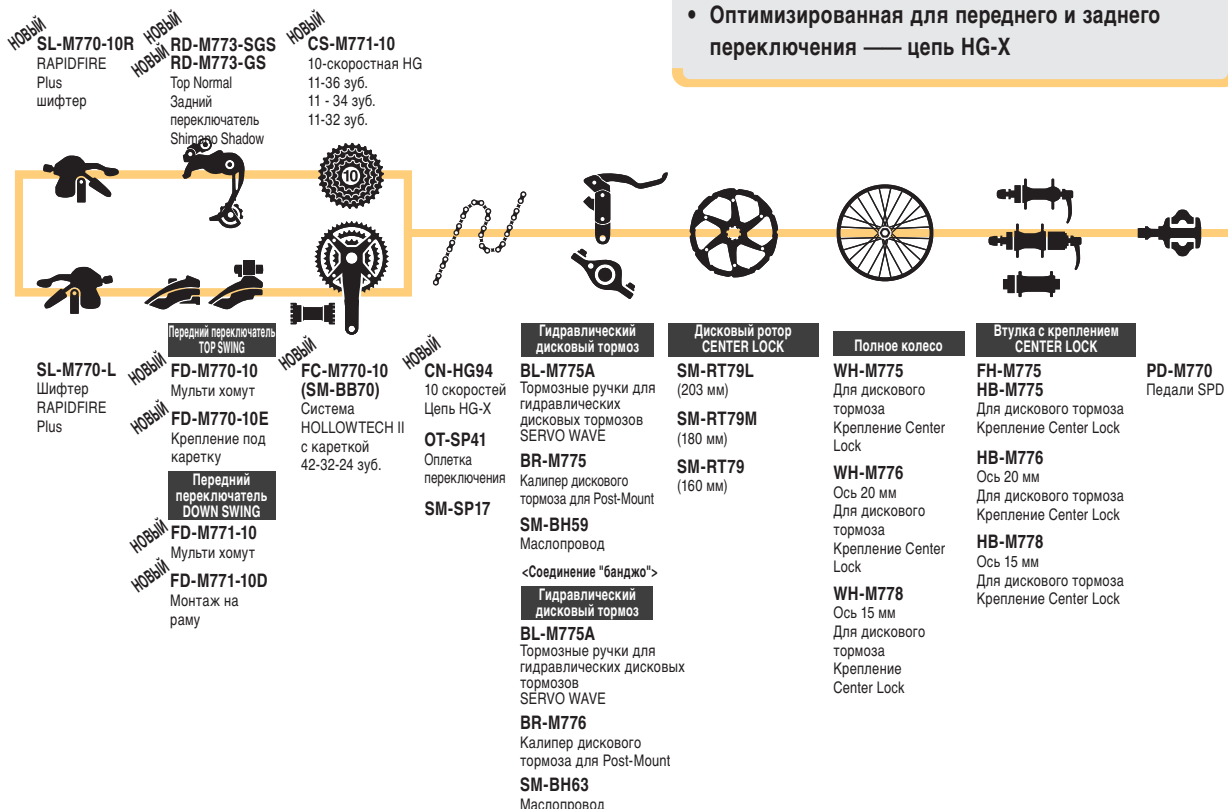 • Оптимизированная для переднего и заднего
переключения —— цепь HG-X
НОВЫЙ
SL-M770-10R
RAPIDFIRE
Plus
шифтер
НОВЫЙ
RD-M773-SGS
НОВЫЙ
RD-M773-GS
Top Normal
Задний
переключатель
Shimano Shadow
НОВЫЙ
CS-M771-10
10-скоростная HG
11-36 зуб.
11 - 34 зуб.
11-32 зуб.
10
SL-M770-L
Шифтер
RAPIDFIRE
Plus
Передний переключатель
TOP SWING
НОВЫЙ
FD-M770-10
Мульти хомут
НОВЫЙ
FD-M770-10E
Крепление под
каретку
Передний
переключатель
DOWN SWING
НОВЫЙ
FD-M771-10
Мульти хомут
НОВЫЙ
FD-M771-10D
Монтаж на
раму
НОВЫЙ
FC-M770-10
(SM-BB70)
Система
HOLLOWTECH II
с кареткой
42-32-24 зуб.
НОВЫЙ
CN-HG94
10 скоростей
Цепь HG-X
OT-SP41
Оплетка
переключения
SM-SP17
Гидравлический
дисковый тормоз
BL-M775A
Тормозные ручки для
гидравлических
дисковых тормозов
SERVO WAVE
BR-M775
Калипер дискового
тормоза для Post-Mount
SM-BH59
Маслопровод
<Соединение "банджо">
Гидравлический
дисковый тормоз
BL-M775A
Тормозные ручки для
гидравлических дисковых
тормозов
SERVO WAVE
BR-M776
Калипер дискового
тормоза для Post-Mount
SM-BH63
Маслопровод
Дисковый ротор
CENTER LOCK
SM-RT79L
(203 мм)
SM-RT79M
(180 мм)
SM-RT79
(160 мм)
Полное колесо
WH-M775
Для дискового
тормоза
Крепление Center
Lock
WH-M776
Ось 20 мм
Для дискового
тормоза
Крепление Center
Lock
WH-M778
Ось 15 мм
Для дискового
тормоза
Крепление
Center Lock
Втулка с креплением
CENTER LOCK
FH-M775
HB-M775
Для дискового тормоза
Крепление Center Lock
HB-M776
Ось 20 мм
Для дискового тормоза
Крепление Center Lock
HB-M778
Ось 15 мм
Для дискового тормоза
Крепление Center Lock
PD-M770
Педали SPD